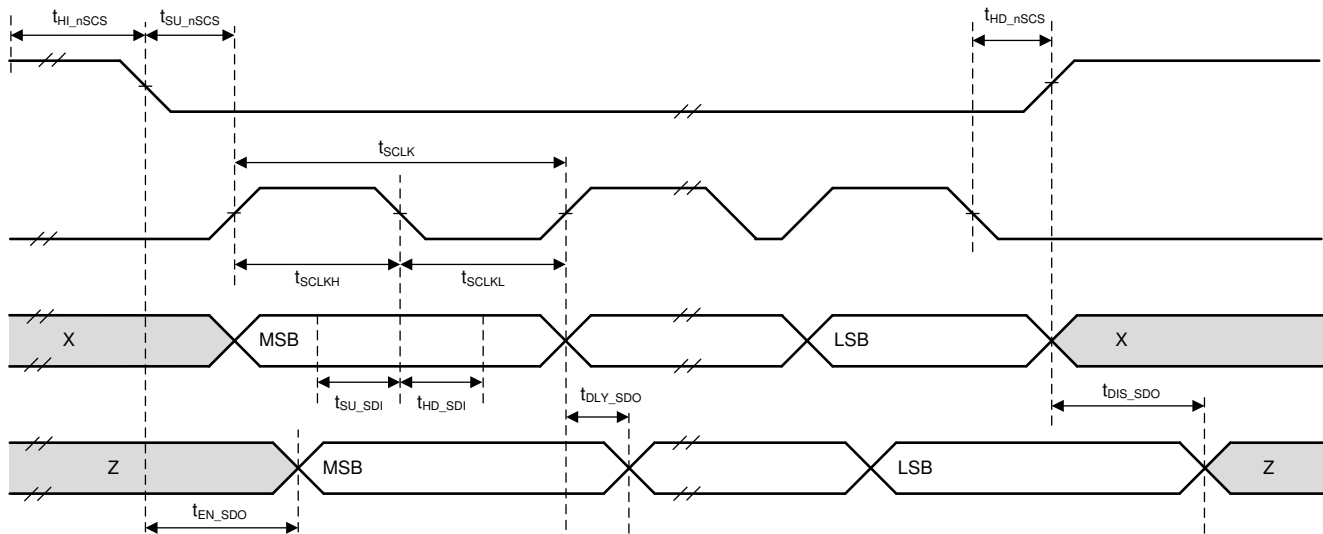 tHI_nSCS tSU_nSCS tHD_nSCS
tSCLK
tSCLKH tSCLKL
X MSB LSB X
tSU_SDI tHD_SDI tDLY_SDO tDIS_SDO
Z MSB LSB Z
tEN_SDO